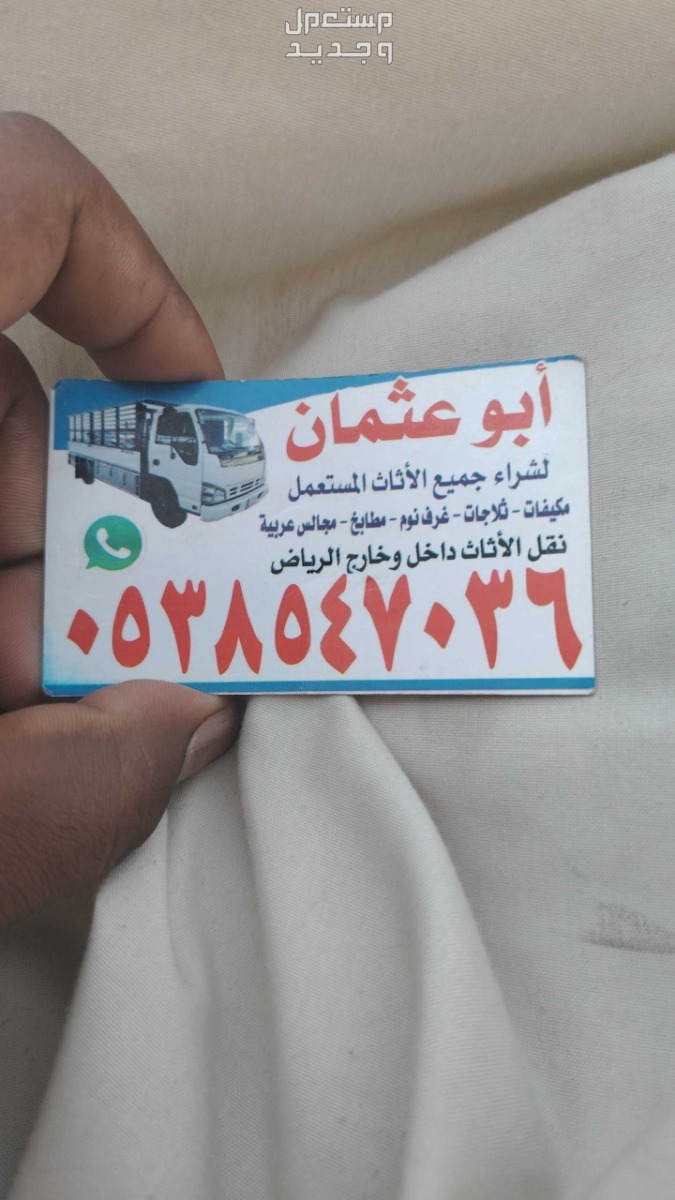 مستعمل
وجديد
أبو عثمان
لشراء جميع الأثاث المستعمل
مكيفات - ثلاجات - غرف نوم - مطابخ - مجالس عربية
نقل الأثاث داخل وخارج الرياض
٠٥٣٨٥٤٧٠٣٦